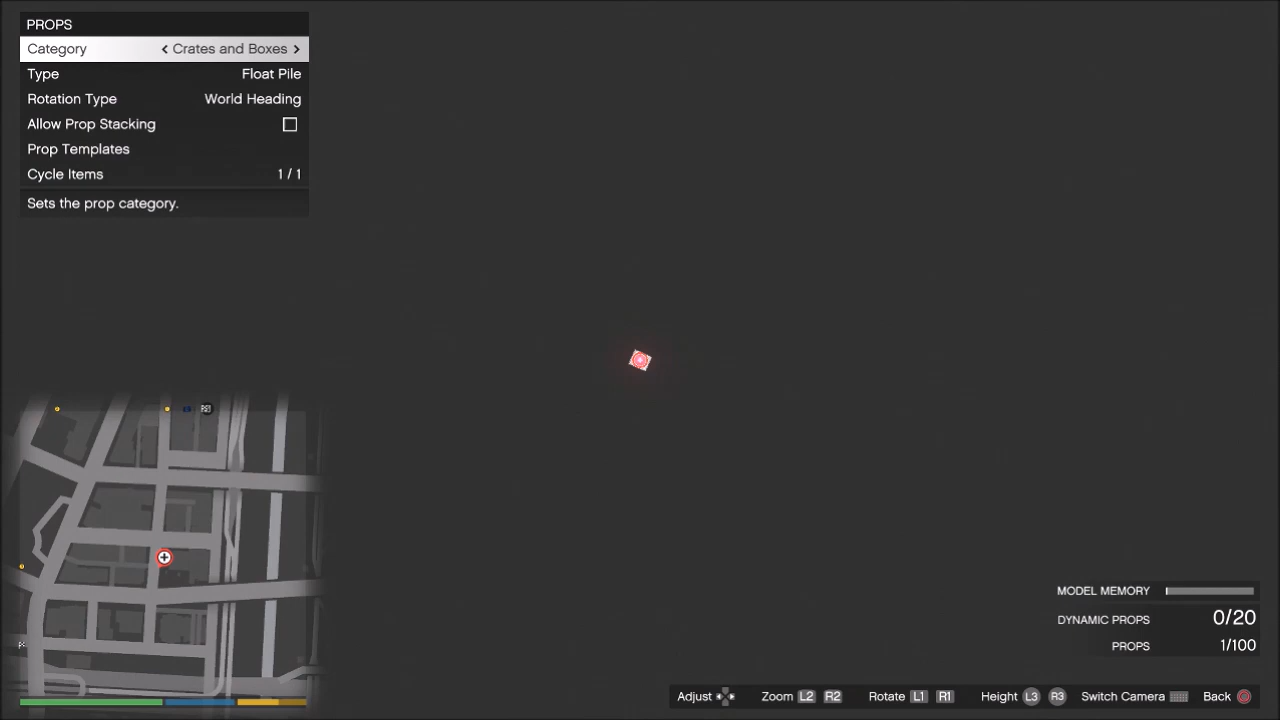 PROPS
Category Crates and Boxes
Type Float Pile
Rotation Type World Heading
Allow Prop Stacking
Prop Templates
Cycle Items 1 / 1
Sets the prop category.
MODEL MEMORY
DYNAMIC PROPS 0/20
PROPS 1/100
Adjust Zoom L2 R2 Rotate L1 R1 Height L3 R3 Switch Camera Back